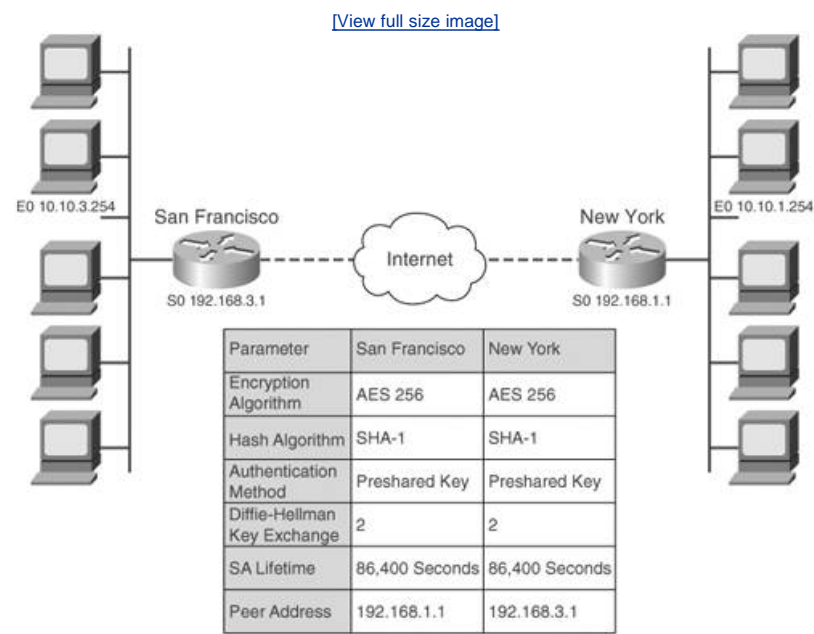 [View full size image]
E0 10.10.3.254
San Francisco
S0 192.168.3.1
Internet
New York
S0 192.168.1.1
E0 10.10.1.254
Parameter San Francisco New York
Encryption Algorithm AES 256 AES 256
Hash Algorithm SHA-1 SHA-1
Authentication Method Preshared Key Preshared Key
Diffie-Hellman Key Exchange 2 2
SA Lifetime 86,400 Seconds 86,400 Seconds
Peer Address 192.168.1.1 192.168.3.1